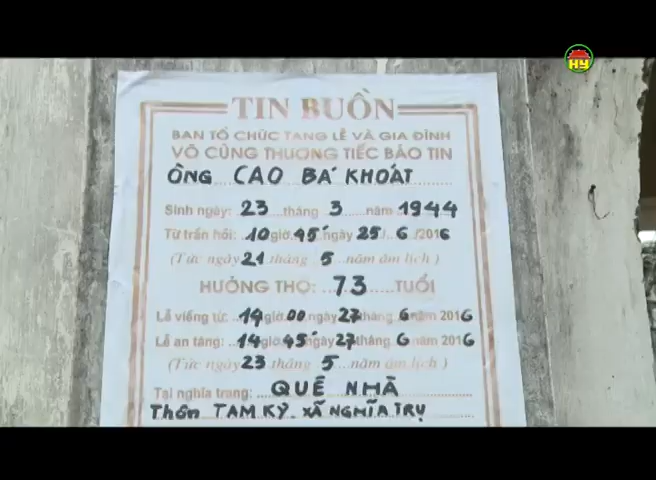 HY
TIN BUỒN
BAN TỔ CHỨC TANG LỄ VÀ GIA ĐÌNH
VÔ CÙNG THƯƠNG TIẾC BÁO TIN
ÔNG CAO BÁ KHOÁT
Sinh ngày: 23 tháng 3 năm 1944
Từ trần hồi: 10 giờ 45' ngày 25/6/2016
(Tức ngày 21 tháng 5 năm âm lịch)
HƯỞNG THỌ: 73 TUỔI
Lễ viếng từ: 14 giờ 00 ngày 27 tháng 6 năm 2016
Lễ an táng: 14 giờ 45' ngày 27 tháng 6 năm 2016
(Tức ngày 23 tháng 5 năm âm lịch)
Tại nghĩa trang: QUÊ NHÀ
Thôn TAM KỲ. XÃ NGHĨA TRỤ